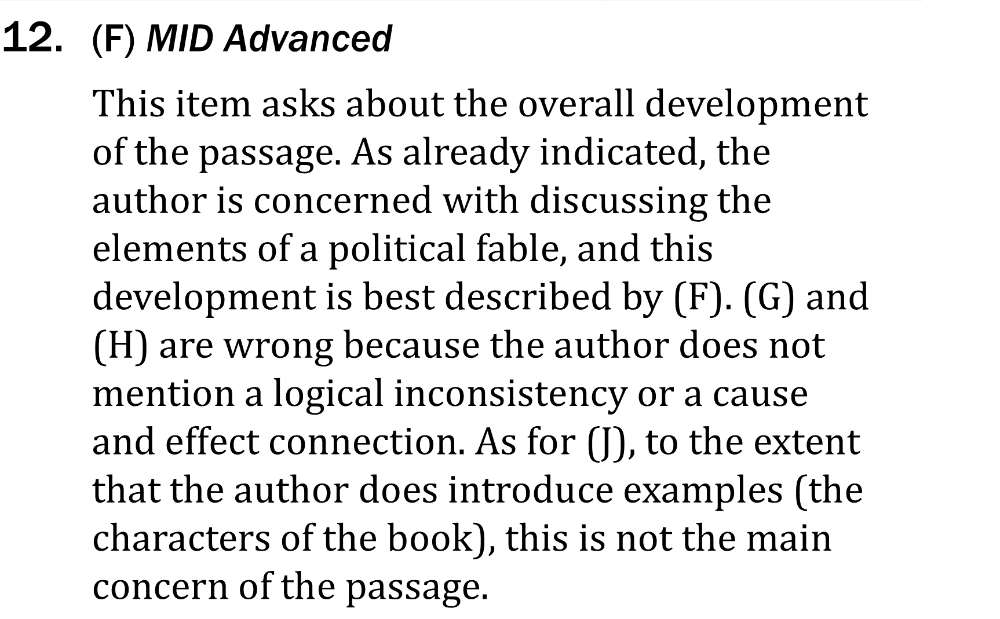 12. (F) MID Advanced
This item asks about the overall development
of the passage. As already indicated, the
author is concerned with discussing the
elements of a political fable, and this
development is best described by (F). (G) and
(H) are wrong because the author does not
mention a logical inconsistency or a cause
and effect connection. As for (J), to the extent
that the author does introduce examples (the
characters of the book), this is not the main
concern of the passage.